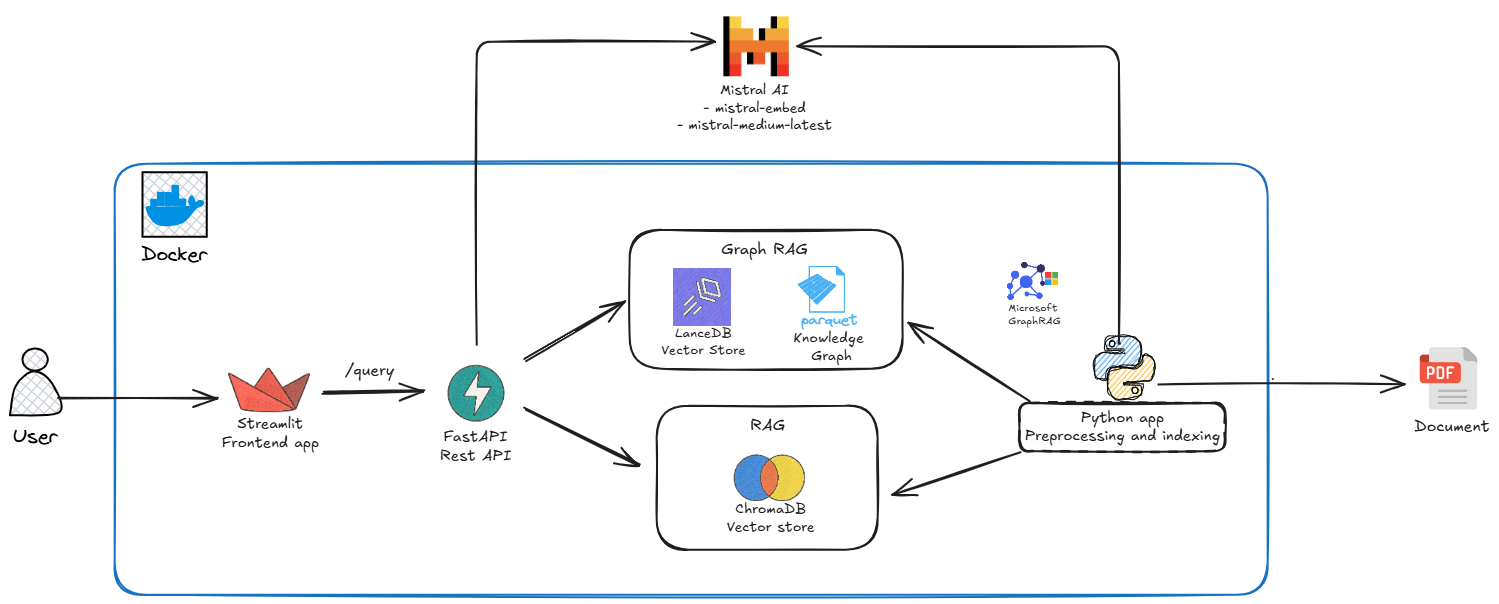 Mistral AI
- mistral-embed
- mistral-medium-latest
Docker
Graph RAG
LanceDB
Vector Store
parquet
Knowledge
Graph
Microsoft
GraphRAG
User
Streamlit
Frontend app
/query
FastAPI
Rest API
RAG
ChromaDB
Vector store
Python app
Preprocessing and indexing
PDF
Document